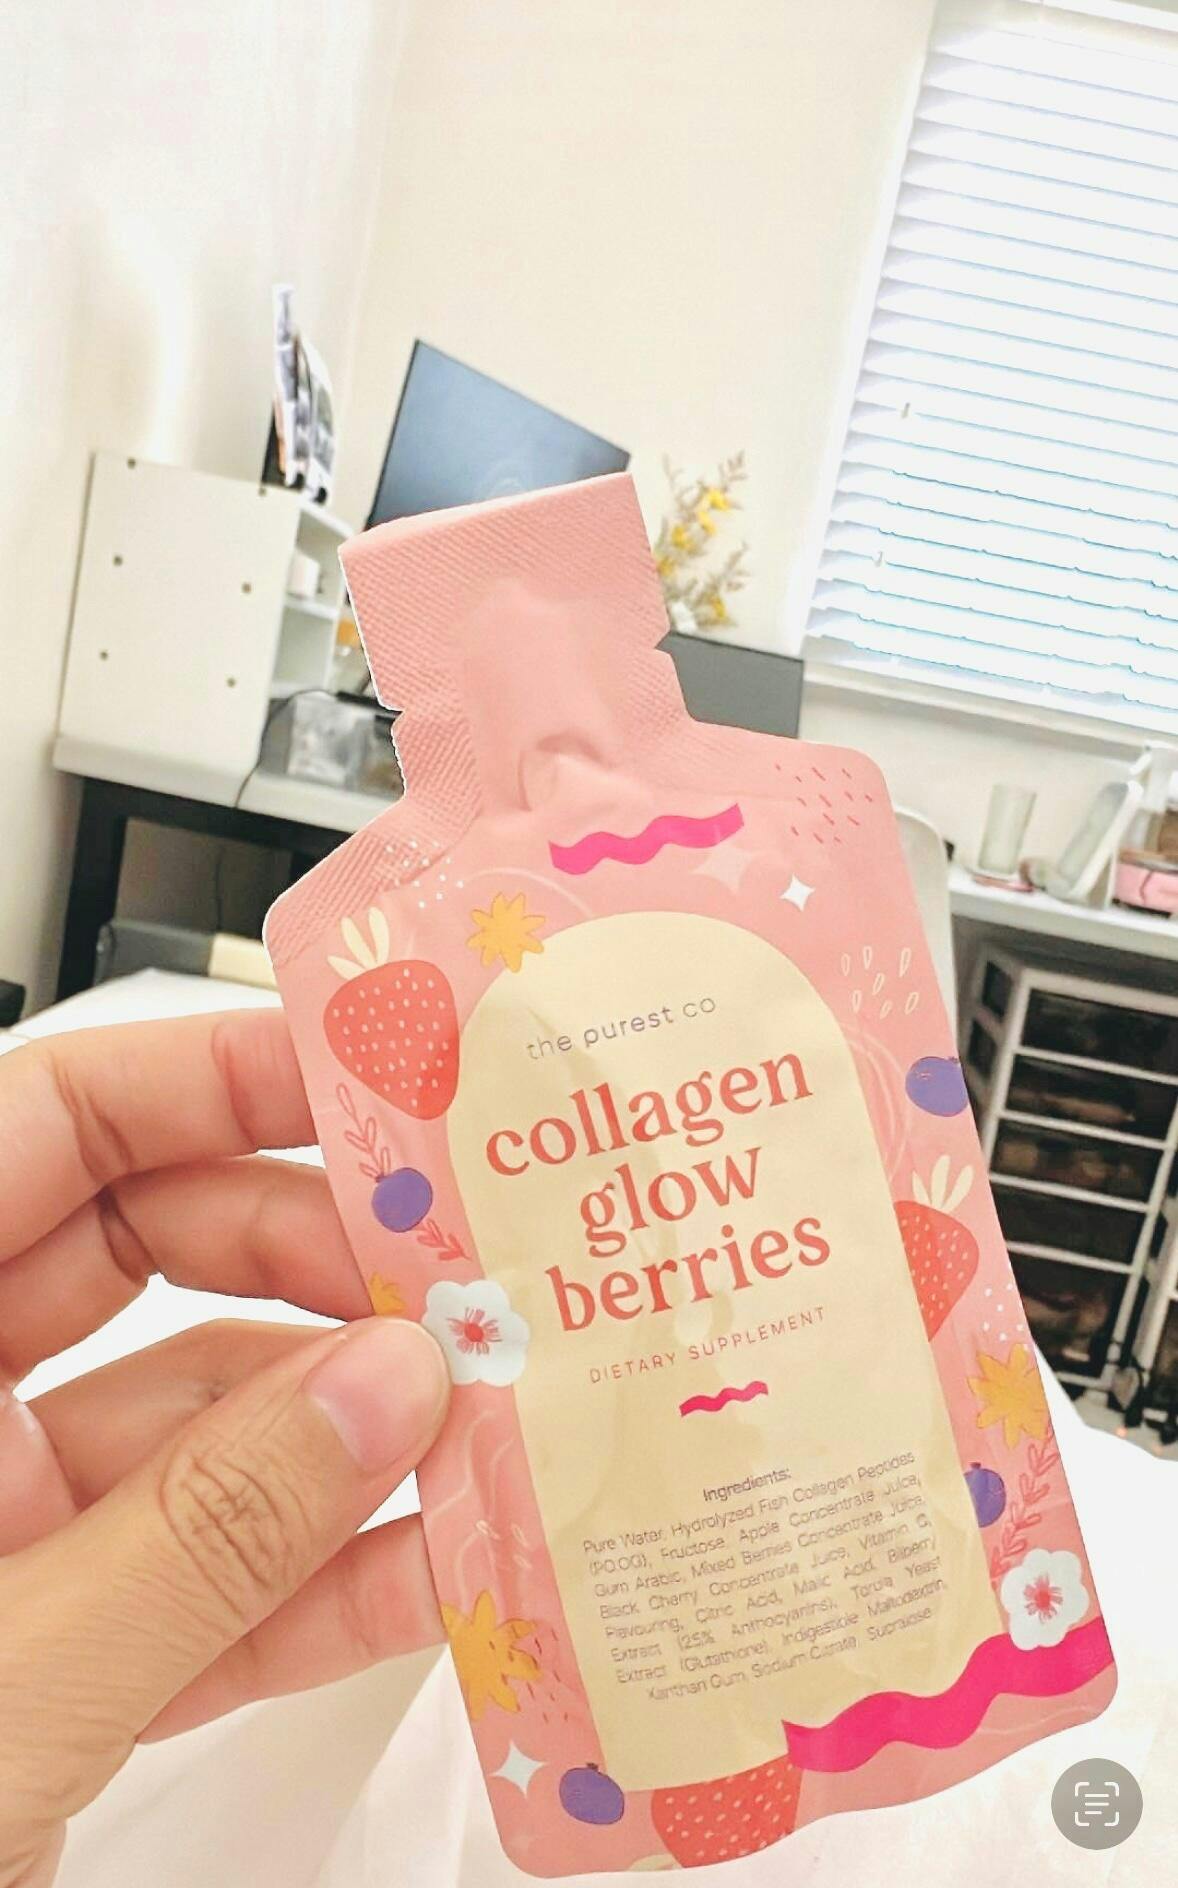 the purest co
collagen
glow
berries
DIETARY SUPPLEMENT
Ingredients:
Pure Water, Hydrolyzed Fish Collagen Peptides
Fructose, Apple Concentrate Juice,
Gum Arabic, Mixed Berries Concentrate Juice,
Black Cherry Concentrate Juice, Vitamin C,
Flavouring, Citric Acid, Malic Acid, Bilberry
Extract (25% Anthocyanins), Torula Yeast
Extract (Glutathione), Indigestible Maltodextrin,
Xanthan Gum, Sodium Citrate, Sucralose